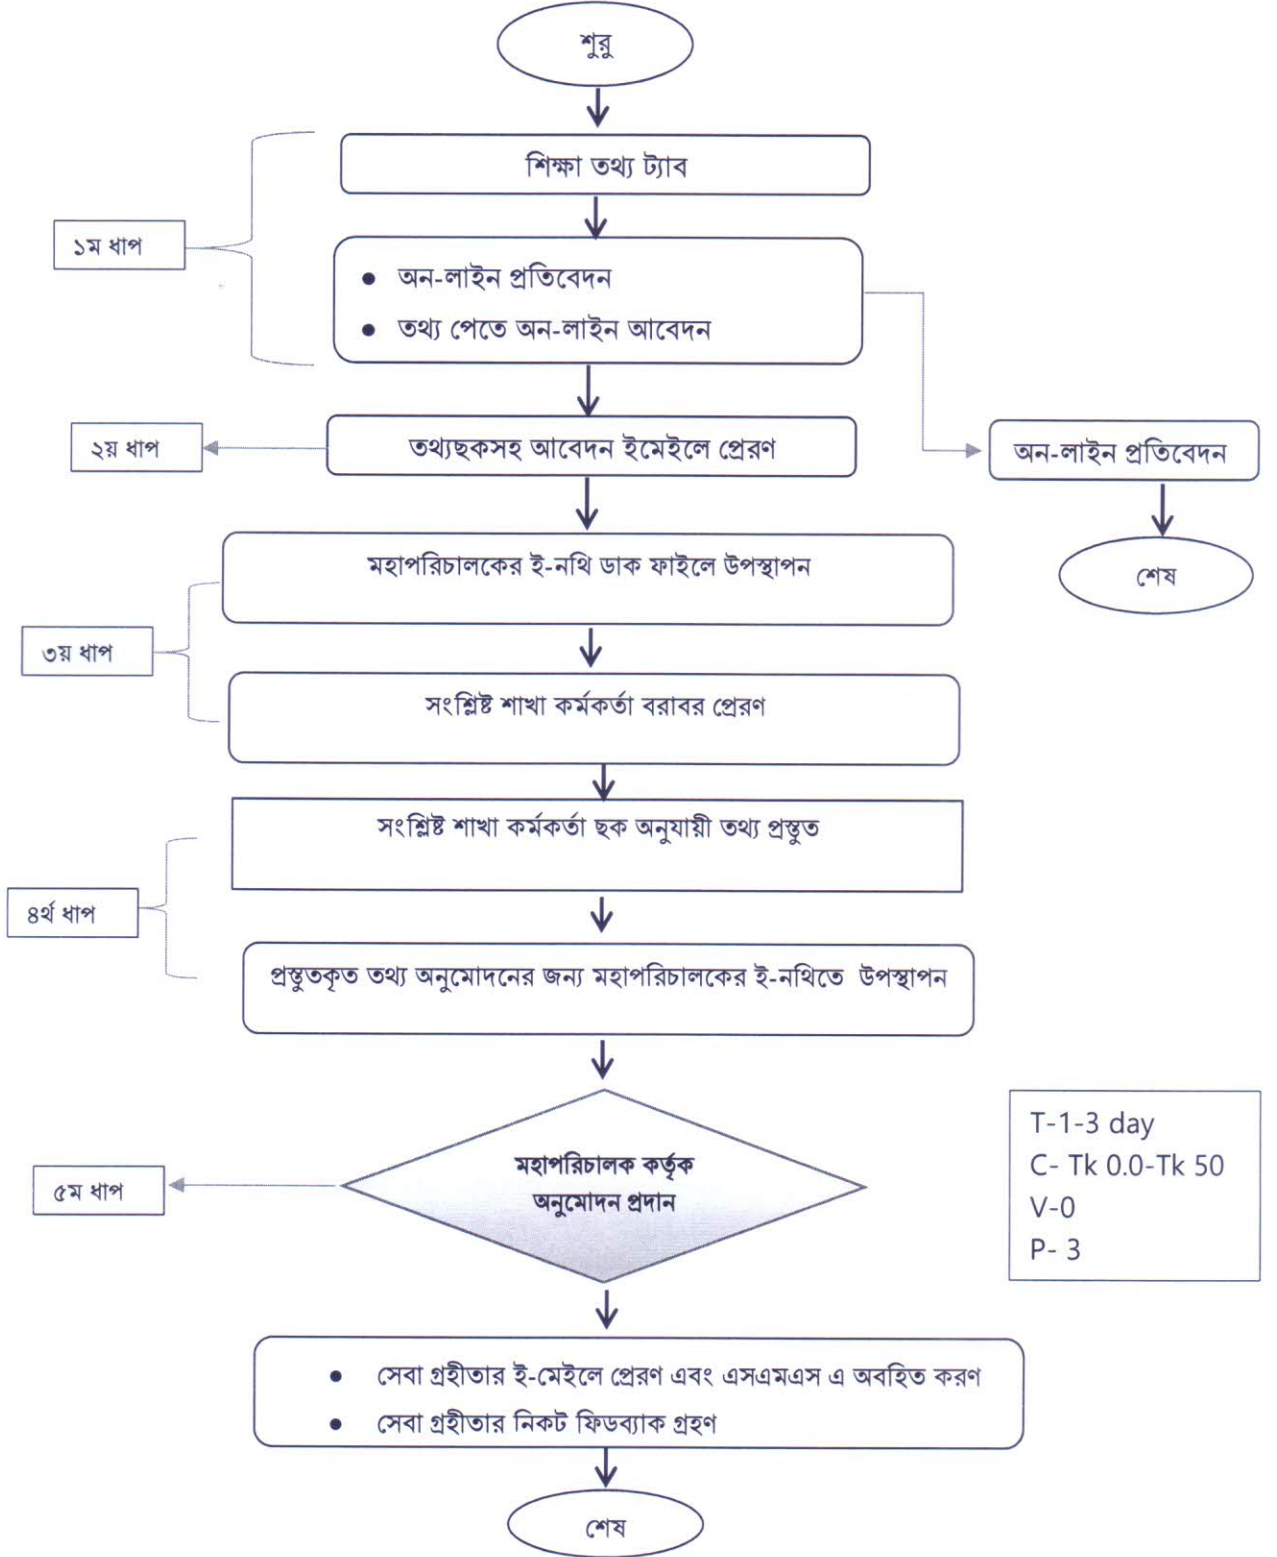 শুরু
শিক্ষা তথ্য ট্যাব
১ম ধাপ
• অন-লাইন প্রতিবেদন
• তথ্য পেতে অন-লাইন আবেদন
২য় ধাপ
তথ্যছকসহ আবেদন ইমেইলে প্রেরণ
অন-লাইন প্রতিবেদন
শেষ
মহাপরিচালকের ই-নথি ডাক ফাইলে উপস্থাপন
৩য় ধাপ
সংশ্লিষ্ট শাখা কর্মকর্তা বরাবর প্রেরণ
সংশ্লিষ্ট শাখা কর্মকর্তা ছক অনুযায়ী তথ্য প্রস্তুত
৪র্থ ধাপ
প্রস্তুতকৃত তথ্য অনুমোদনের জন্য মহাপরিচালকের ই-নথিতে উপস্থাপন
৫ম ধাপ
মহাপরিচালক কর্তৃক
অনুমোদন প্রদান
T-1-3 day
C- Tk 0.0-Tk 50
V-0
P- 3
• সেবা গ্রহীতার ই-মেইলে প্রেরণ এবং এসএমএস এ অবহিত করণ
• সেবা গ্রহীতার নিকট ফিডব্যাক গ্রহণ
শেষ